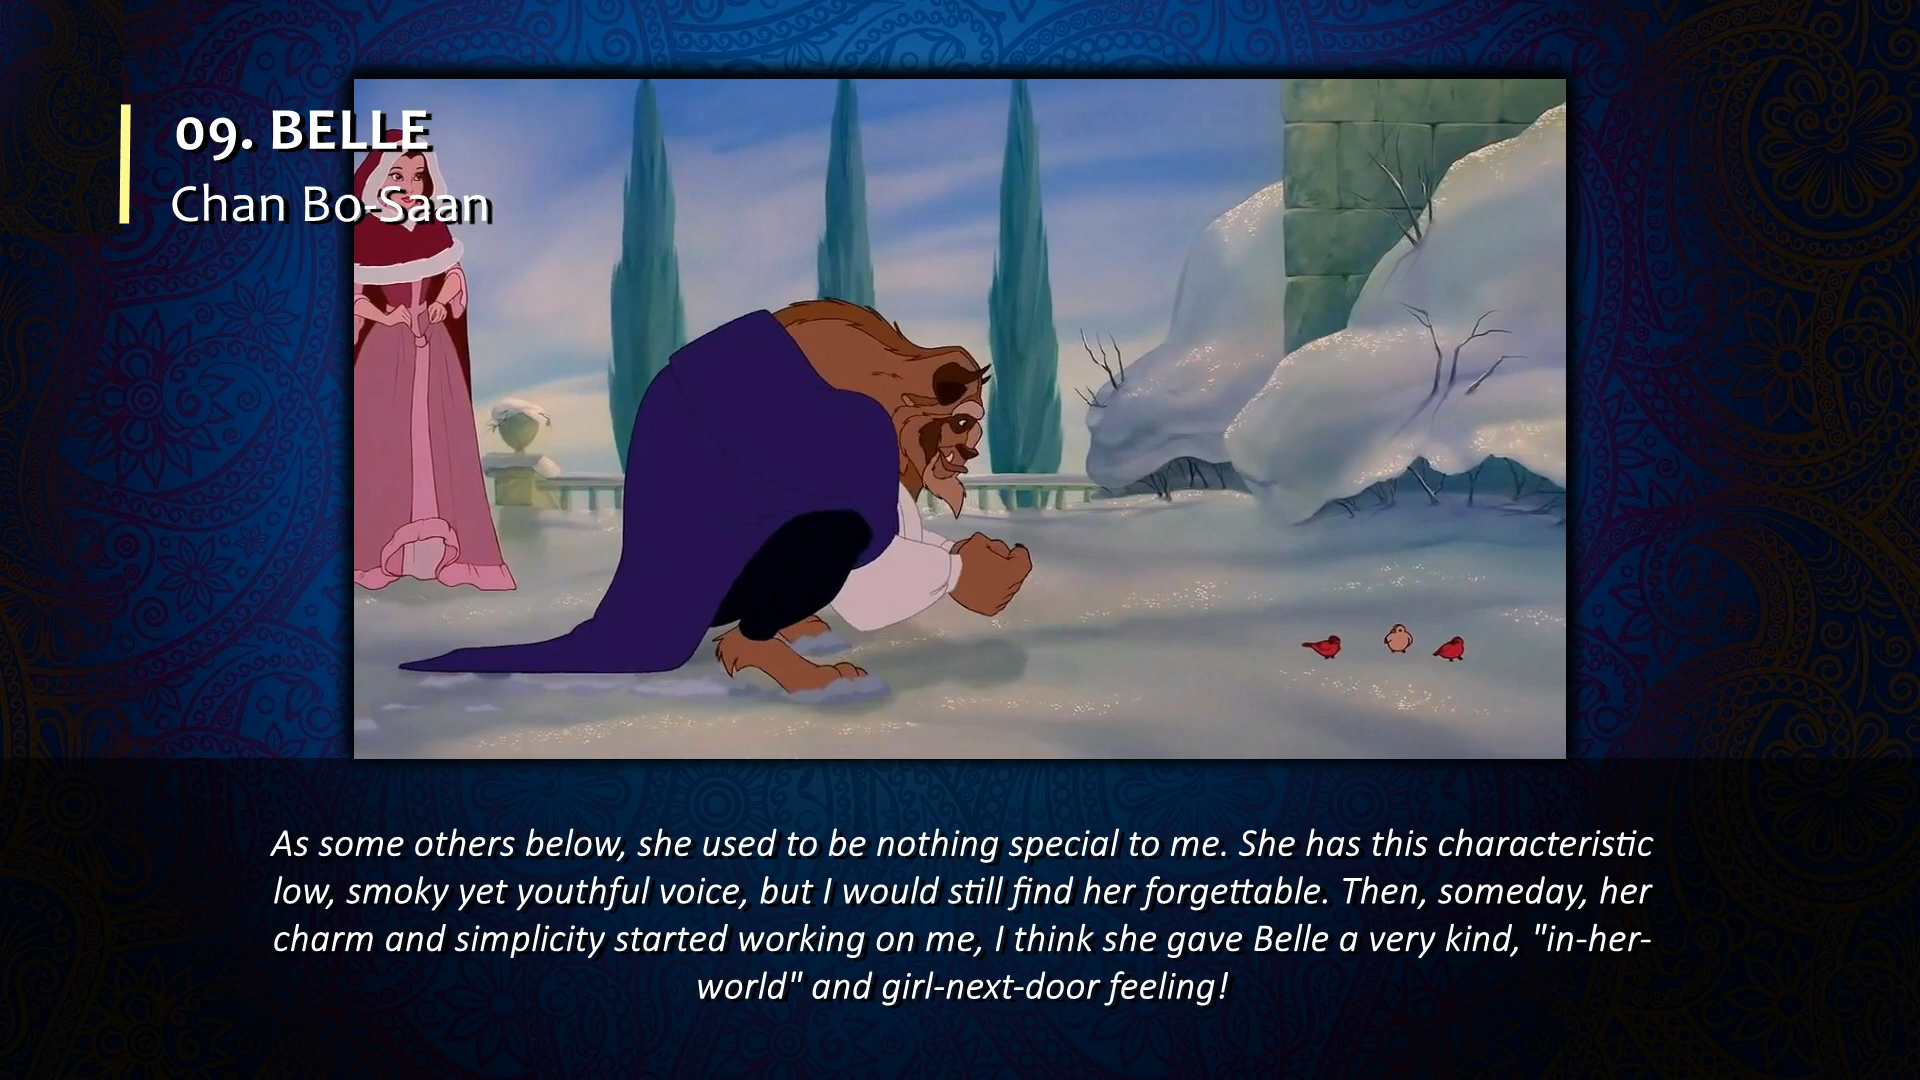 09. BELLE
Chan Bo-Saan
As some others below, she used to be nothing special to me. She has this characteristic
low, smoky yet youthful voice, but I would still find her forgettable. Then, someday, her
charm and simplicity started working on me, I think she gave Belle a very kind, "in-her-
world" and girl-next-door feeling!